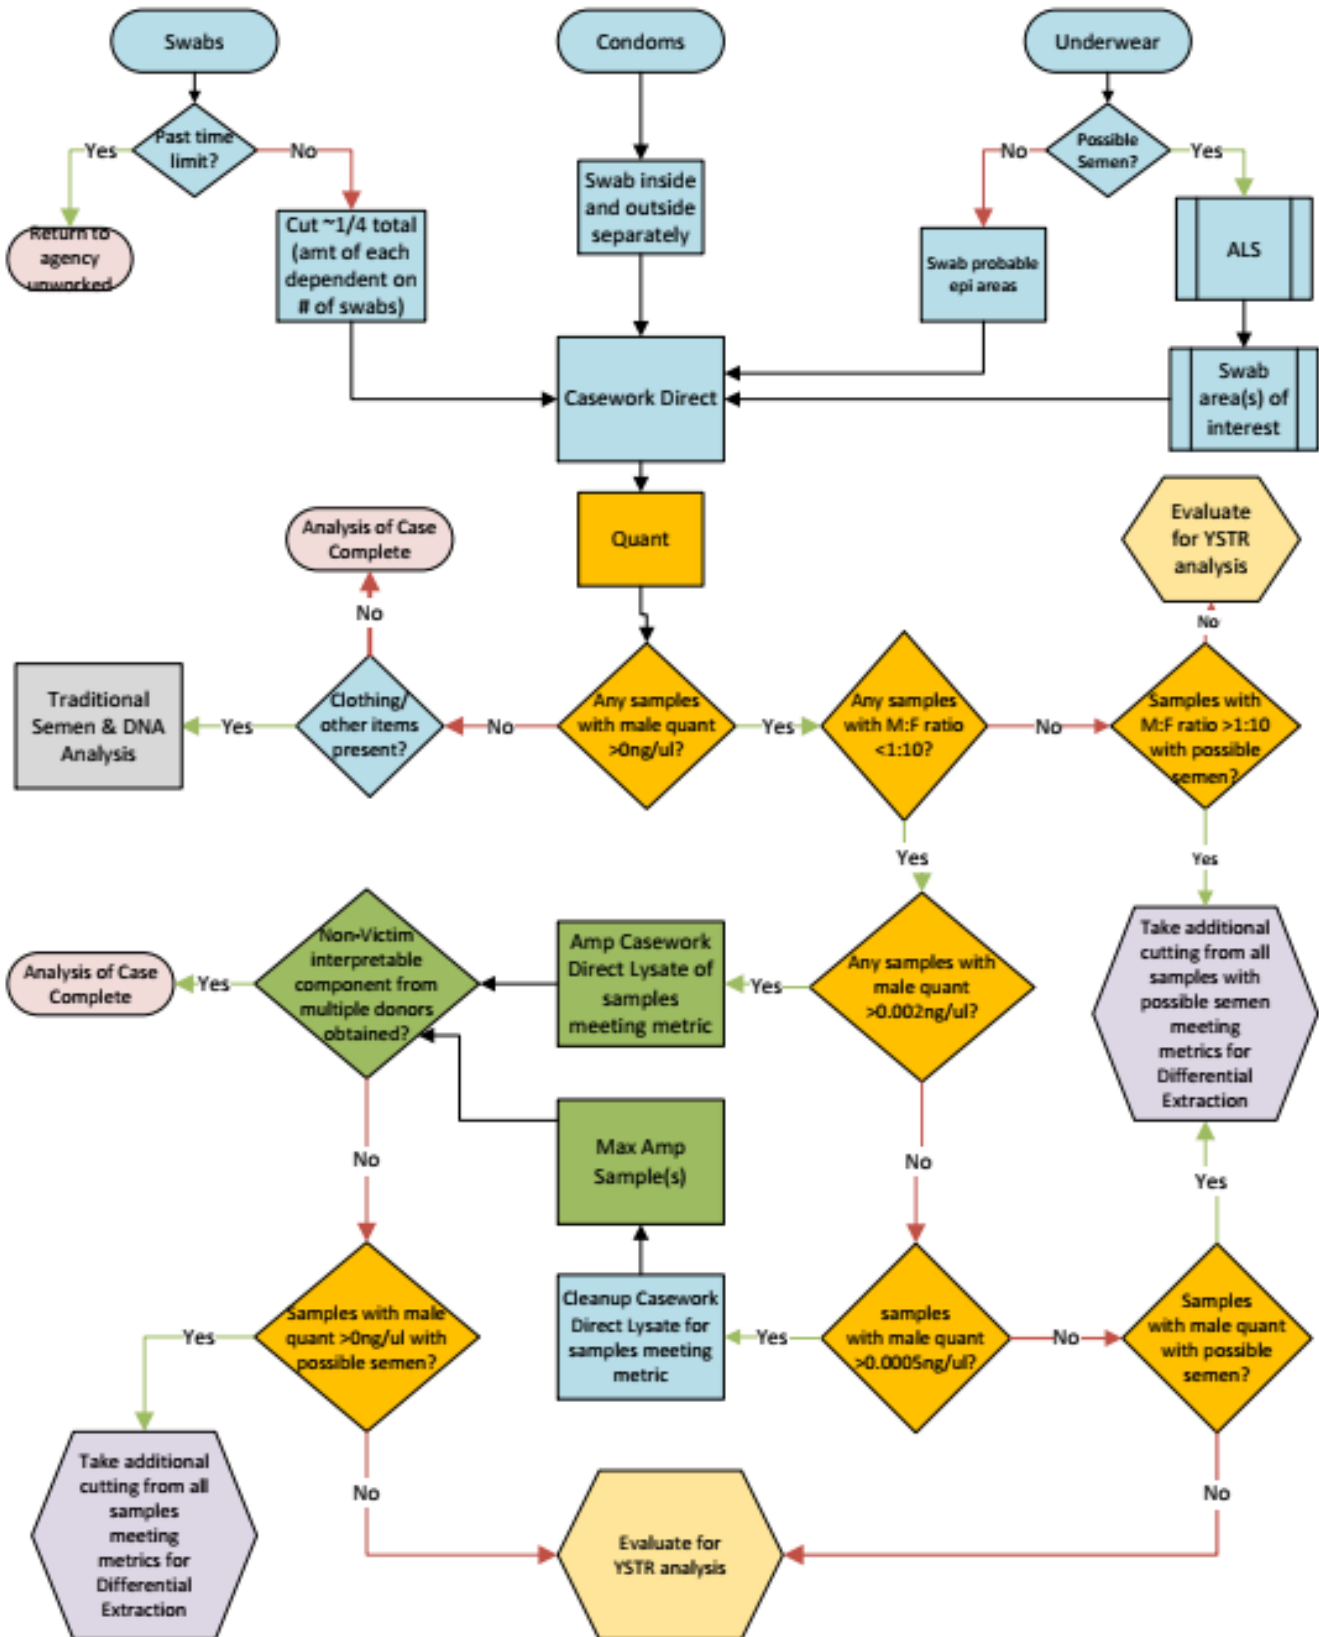 Swabs
Condoms
Underwear
Past time
limit?
Yes
No
Possible
Semen?
No
Yes
Return to
agency
unworked
Cut ~1/4 total
(amt of each
dependent on
# of swabs)
Swab inside
and outside
separately
Swab probable
epi areas
ALS
Casework Direct
Swab
area(s) of
interest
Analysis of Case
Complete
Quant
Evaluate
for YSTR
analysis
No
No
Traditional
Semen & DNA
Analysis
Yes
Clothing/
other items
present?
No
Any samples
with male quant
>0ng/ul?
Yes
Any samples
with M:F ratio
<1:10?
No
Samples with
M:F ratio >1:10
with possible
semen?
Yes
Yes
Analysis of Case
Complete
Yes
Non-Victim
interpretable
component from
multiple donors
obtained?
Amp Casework
Direct Lysate of
samples
meeting metric
Yes
Any samples with
male quant
>0.002ng/ul?
Take additional
cutting from all
samples with
possible semen
meeting
metrics for
Differential
Extraction
No
Max Amp
Sample(s)
No
Yes
Yes
Samples with male
quant >0ng/ul with
possible semen?
Cleanup Casework
Direct Lysate for
samples meeting
metric
Yes
samples
with male quant
>0.0005ng/ul?
No
Samples
with male quant
with possible
semen?
Take additional
cutting from all
samples
meeting
metrics for
Differential
Extraction
No
Evaluate for
YSTR analysis
No